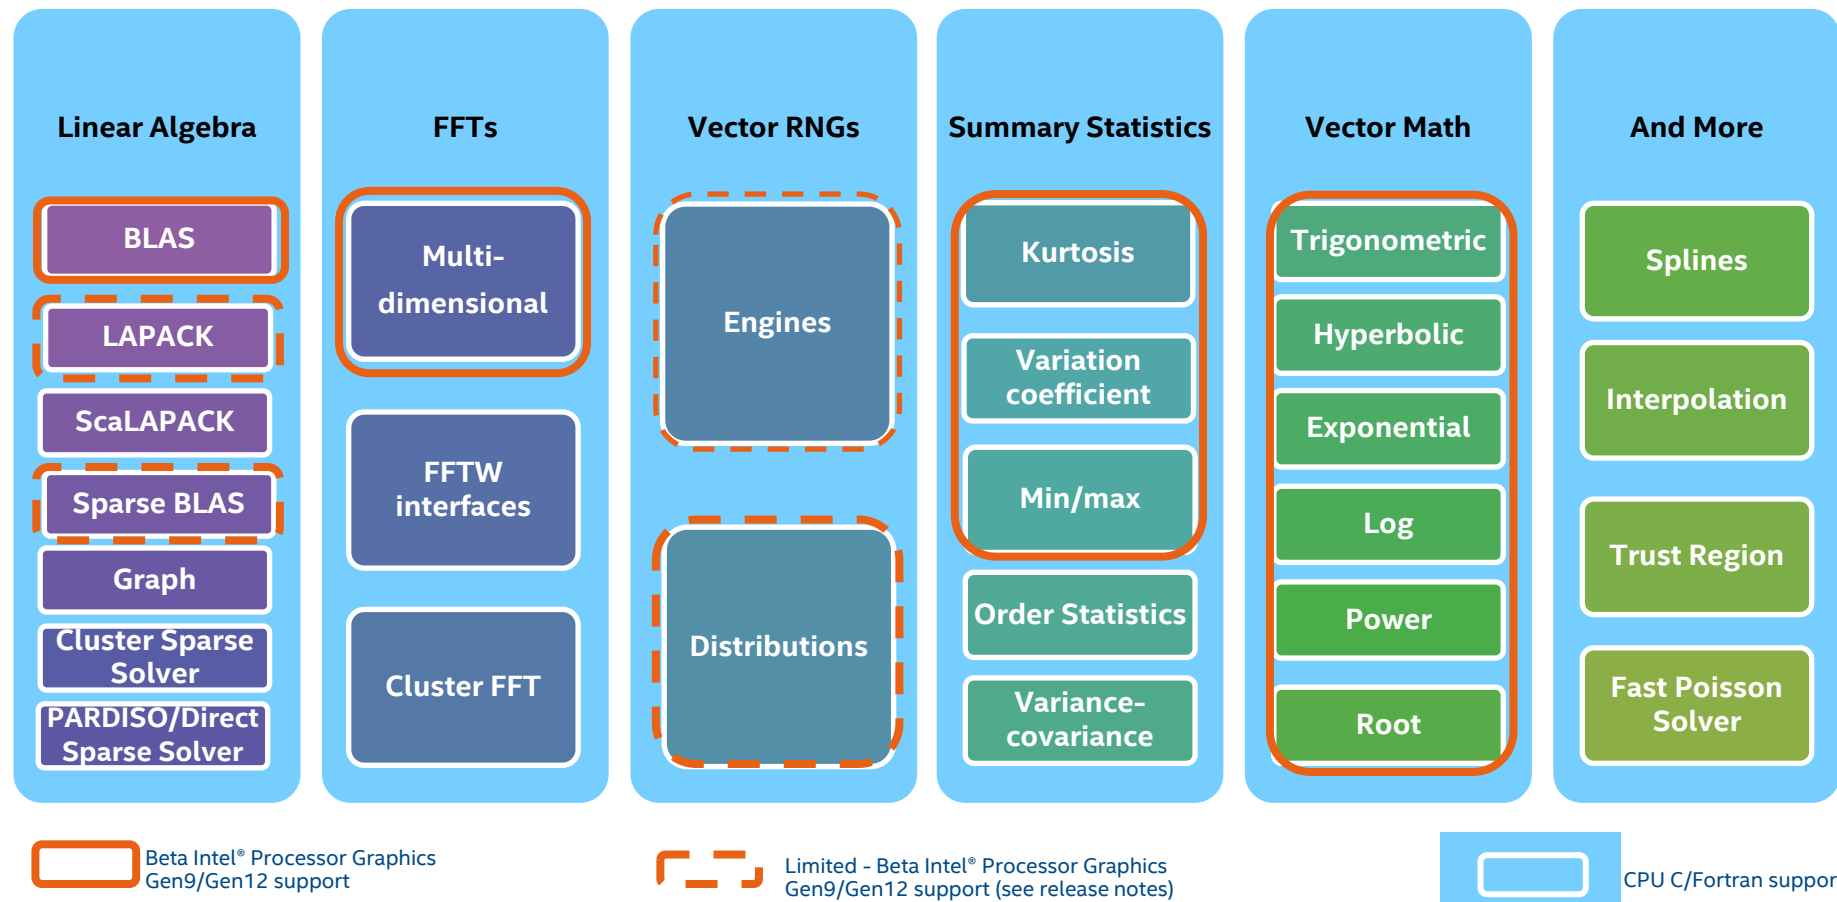 Linear Algebra
BLAS
LAPACK
ScaLAPACK
Sparse BLAS
Graph
Cluster Sparse
Solver
PARDISO/Direct
Sparse Solver
FFTs
Multi-
dimensional
FFTW
interfaces
Cluster FFT
Vector RNGs
Engines
Distributions
Summary Statistics
Kurtosis
Variation
coefficient
Min/max
Order Statistics
Variance-
covariance
Vector Math
Trigonometric
Hyperbolic
Exponential
Log
Power
Root
And More
Splines
Interpolation
Trust Region
Fast Poisson
Solver
Beta Intel® Processor Graphics
Gen9/Gen12 support
Limited - Beta Intel® Processor Graphics
Gen9/Gen12 support (see release notes)
CPU C/Fortran suppor